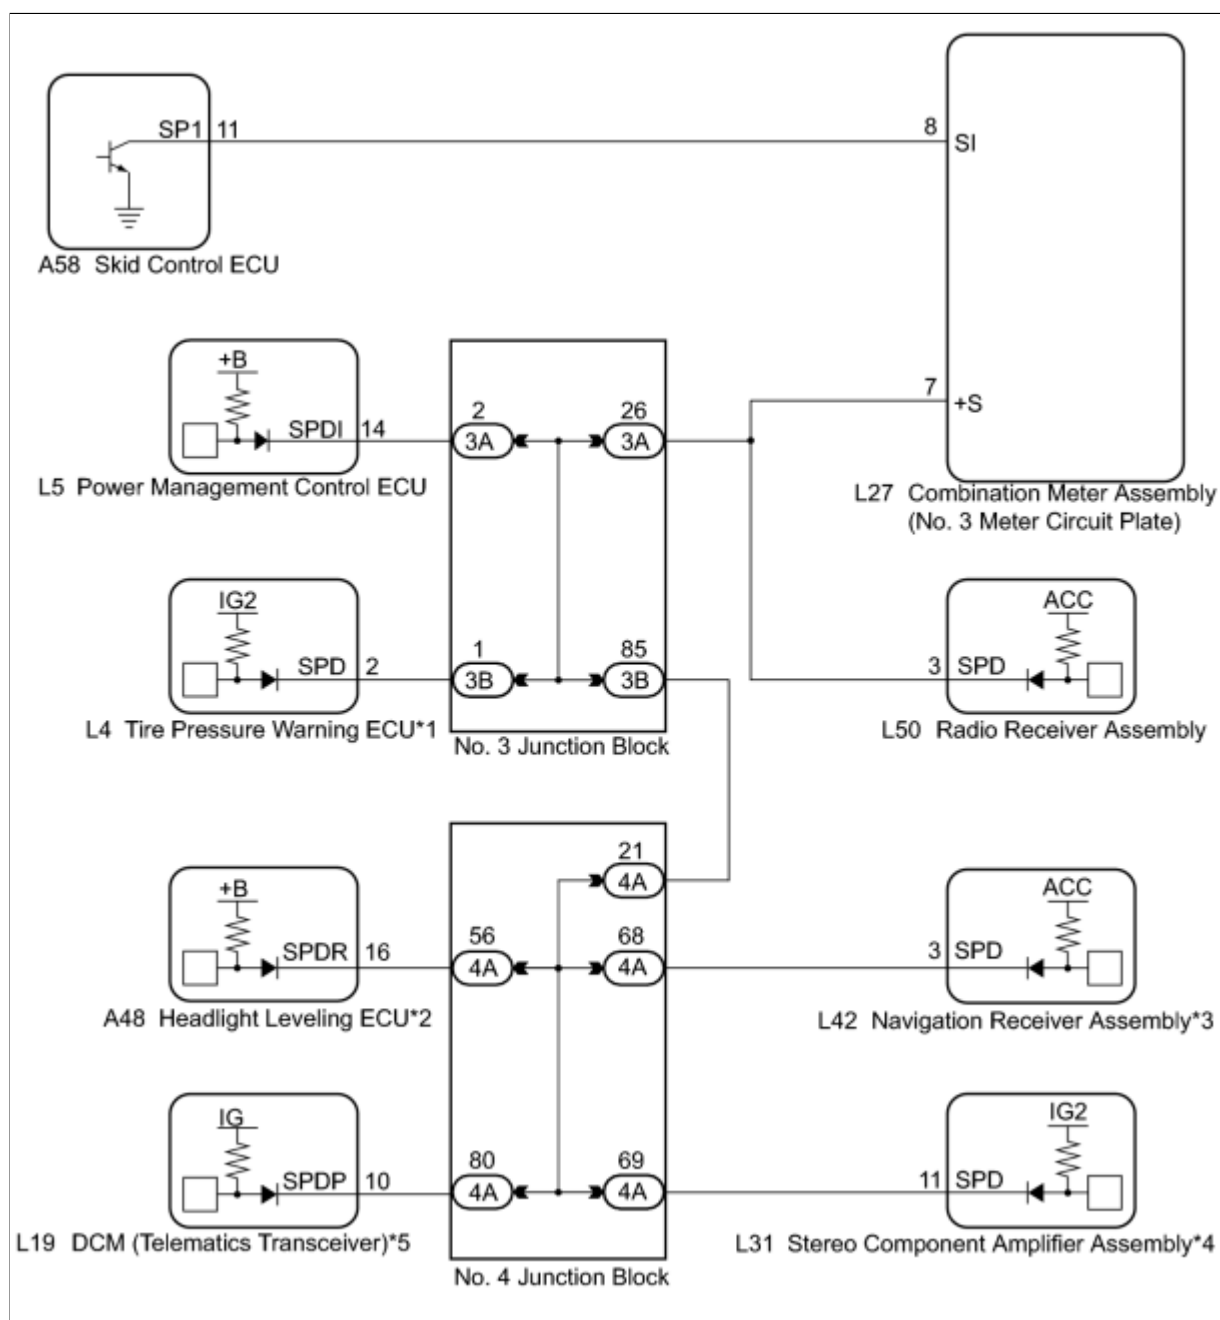 SP1 11
8 SI
A58 Skid Control ECU
+B
SPDI 14
2
3A
26
3A
7 +S
L5 Power Management Control ECU
L27 Combination Meter Assembly
(No. 3 Meter Circuit Plate)
IG2
SPD 2
1
3B
85
3B
ACC
3 SPD
L4 Tire Pressure Warning ECU*1
No. 3 Junction Block
L50 Radio Receiver Assembly
21
4A
+B
SPDR 16
56
4A
68
4A
ACC
3 SPD
A48 Headlight Leveling ECU*2
L42 Navigation Receiver Assembly*3
IG
SPDP 10
80
4A
69
4A
IG2
11 SPD
L19 DCM (Telematics Transceiver)*5
No. 4 Junction Block
L31 Stereo Component Amplifier Assembly*4